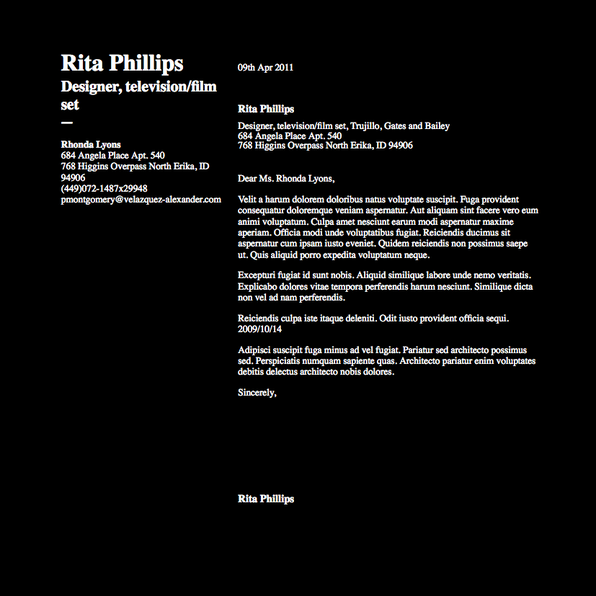 Rita Phillips
Designer, television/film
set
—
Rhonda Lyons
684 Angela Place Apt. 540
768 Higgins Overpass North Erika, ID
94906
(449)072-1487x29948
pmontgomery@velazquez-alexander.com
09th Apr 2011
Rita Phillips
Designer, television/film set, Trujillo, Gates and Bailey
684 Angela Place Apt. 540
768 Higgins Overpass North Erika, ID 94906
Dear Ms. Rhonda Lyons,
Velit a harum dolorem doloribus natus voluptate suscipit. Fuga provident
consequatur doloremque veniam aspernatur. Aut aliquam sint facere vero eum
animi voluptatum. Culpa amet nesciunt earum modi aspernatur maxime
aperiam. Officia modi unde voluptatibus fugiat. Reiciendis ducimus sit
aspernatur cum ipsam iusto eveniet. Quidem reiciendis non possimus saepe
ut. Quis aliquid porro expedita voluptatum neque.
Excepturi fugiat id sunt nobis. Aliquid similique labore unde nemo veritatis.
Explicabo dolores vitae tempora perferendis harum nesciunt. Similique dicta
non vel ad nam perferendis.
Reiciendis culpa iste itaque deleniti. Odit iusto provident officia sequi.
2009/10/14
Adipisci suscipit fuga minus ad vel fugiat. Pariatur sed architecto possimus
sed. Perspiciatis numquam sapiente quas. Architecto pariatur enim voluptates
debitis delectus architecto nobis dolores.
Sincerely,
Rita Phillips